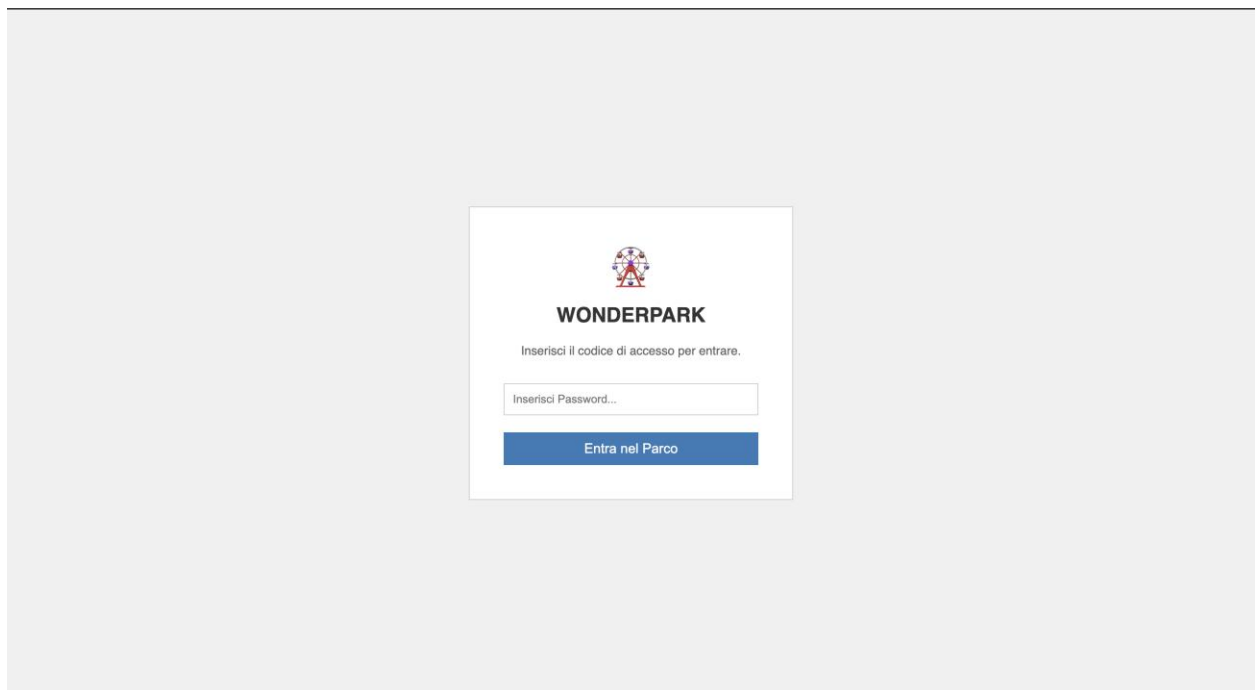 WONDERPARK
Inserisci il codice di accesso per entrare.
Inserisci Password...
Entra nel Parco